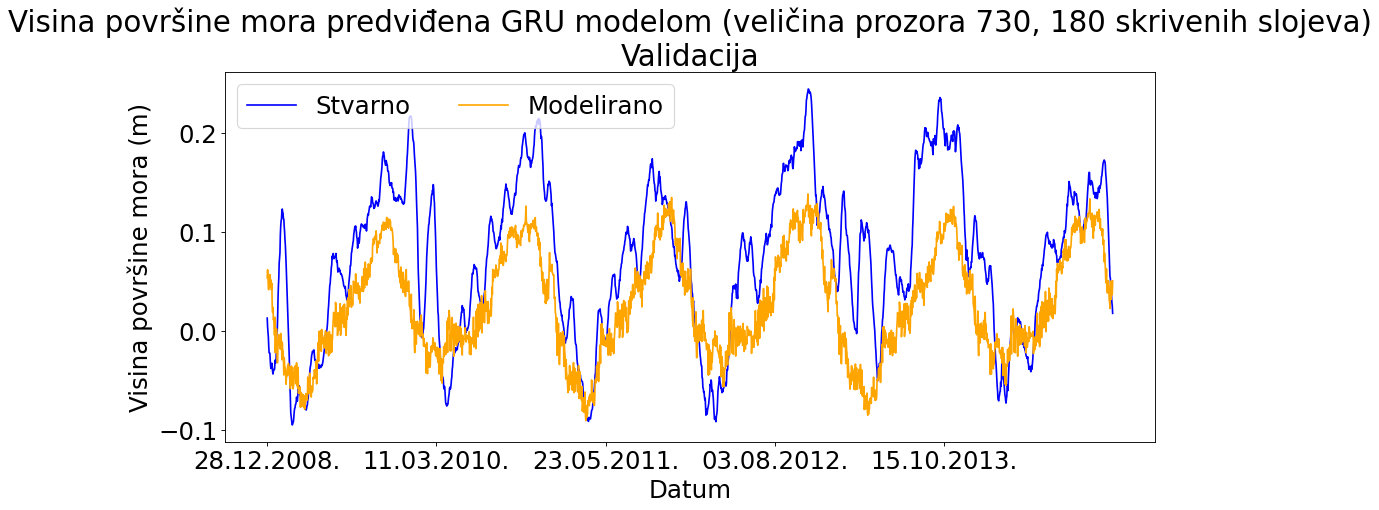 Visina površine mora predviđena GRU modelom (veličina prozora 730, 180 skrivenih slojeva)
Validacija
Stvarno
Modelirano
Visina površine mora (m)
0.2
0.1
0.0
−0.1
28.12.2008.
11.03.2010.
23.05.2011.
03.08.2012.
15.10.2013.
Datum